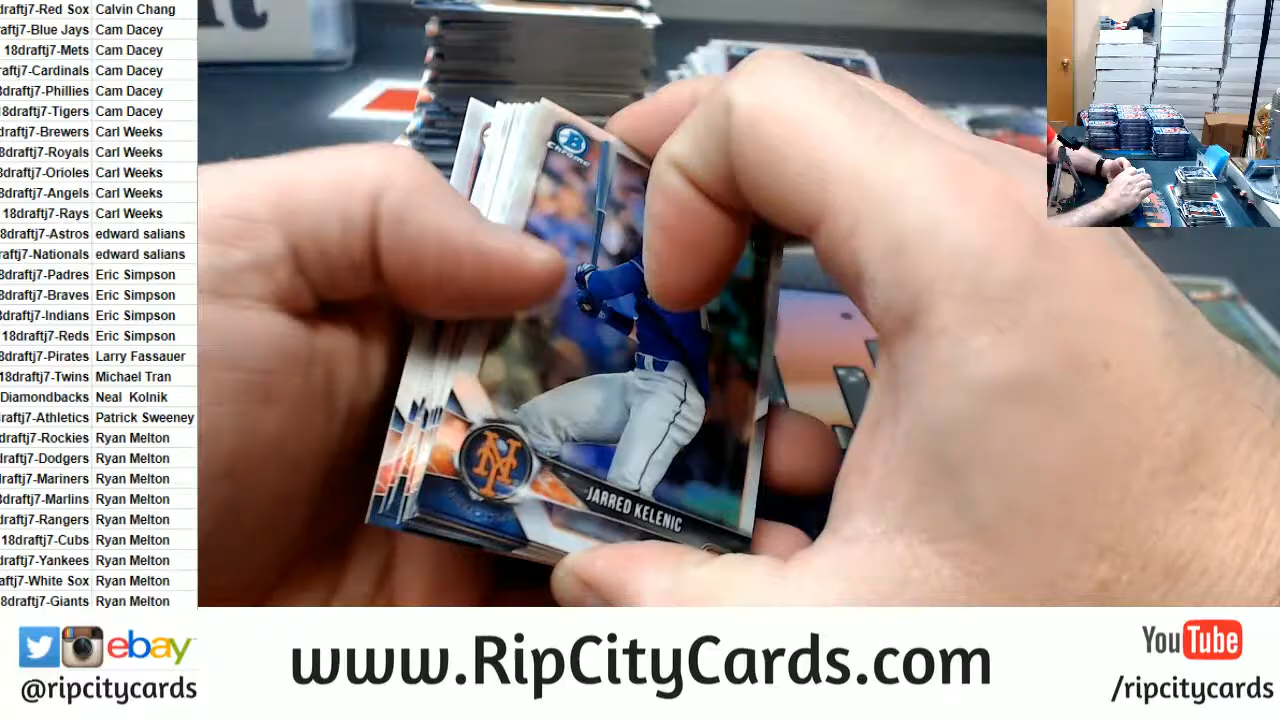 draftj7-Red Sox Calvin Chang
aftj7-Blue Jays Cam Dacey
18draftj7-Mets Cam Dacey
raftj7-Cardinals Cam Dacey
draftj7-Phillies Cam Dacey
18draftj7-Tigers Cam Dacey
draftj7-Brewers Carl Weeks
8draftj7-Royals Carl Weeks
8draftj7-Orioles Carl Weeks
8draftj7-Angels Carl Weeks
18draftj7-Rays Carl Weeks
8draftj7-Astros edward salians
aftj7-Nationals edward salians
8draftj7-Padres Eric Simpson
8draftj7-Braves Eric Simpson
8draftj7-Indians Eric Simpson
18draftj7-Reds Eric Simpson
8draftj7-Pirates Larry Fassauer
18draftj7-Twins Michael Tran
Diamondbacks Neal Kolnik
raftj7-Athletics Patrick Sweeney
draftj7-Rockies Ryan Melton
draftj7-Dodgers Ryan Melton
draftj7-Mariners Ryan Melton
8draftj7-Marlins Ryan Melton
draftj7-Rangers Ryan Melton
18draftj7-Cubs Ryan Melton
raftj7-Yankees Ryan Melton
aftj7-White Sox Ryan Melton
8draftj7-Giants Ryan Melton
B
Chrome
NY
JARRED KELENIC
ebay
@ripcitycards
www.RipCityCards.com
YouTube
/ripcitycards